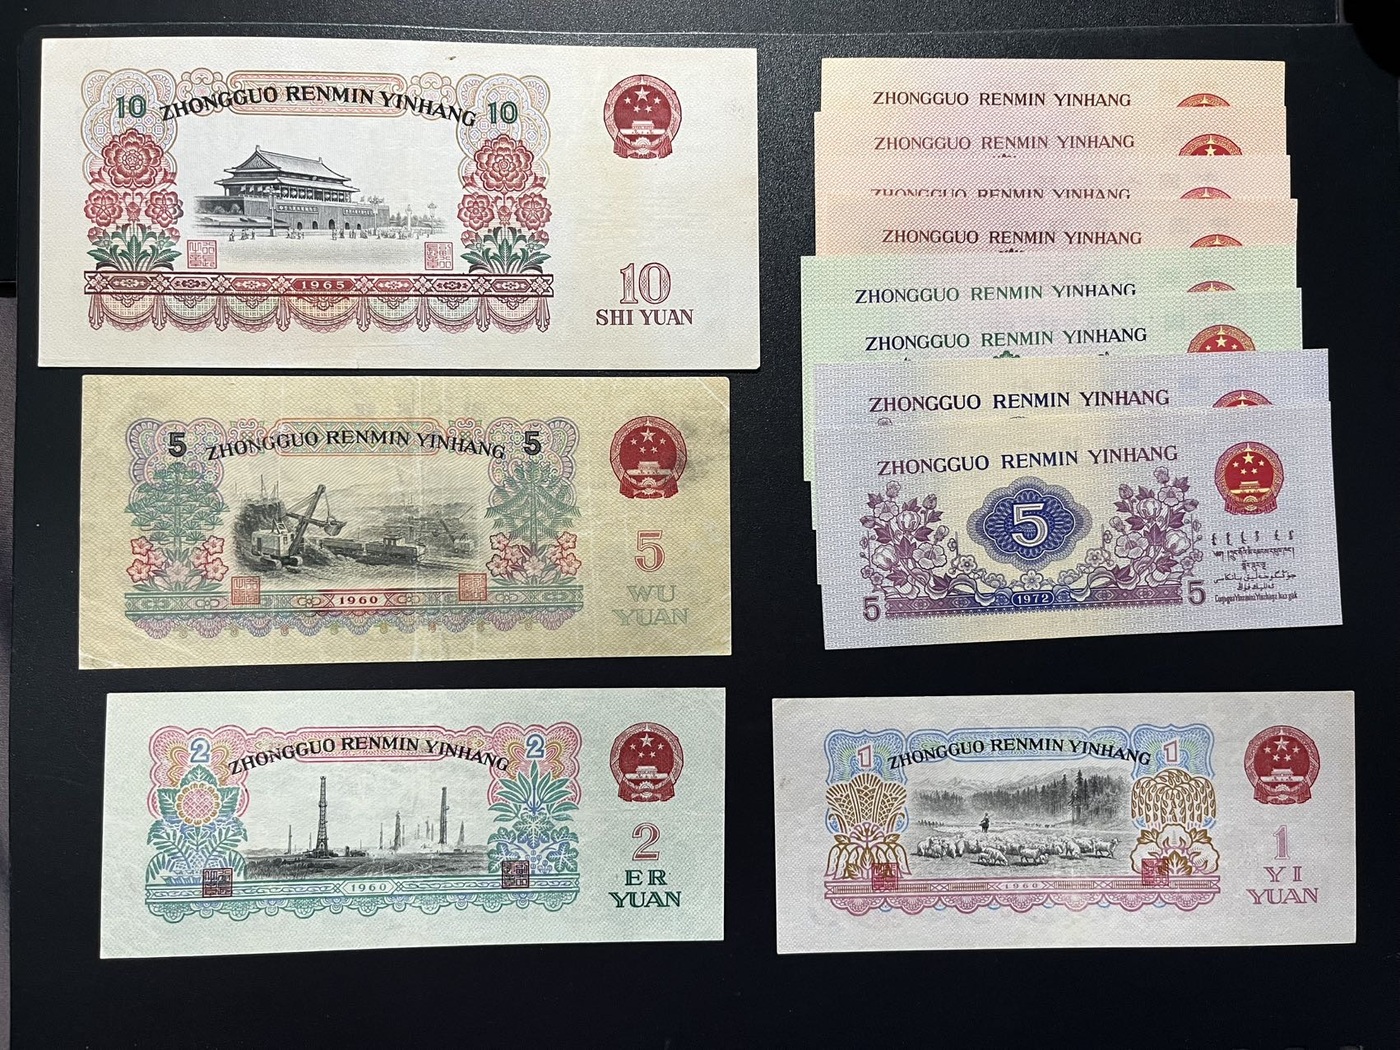 10 ZHONGGUO RENMIN YINHANG 10
1965
10
SHI YUAN
5 ZHONGGUO RENMIN YINHANG 5
5
WU
YUAN
1960
2 ZHONGGUO RENMIN YINHANG 2
2
ER
YUAN
1960
ZHONGGUO RENMIN YINHANG
ZHONGGUO RENMIN YINHANG
ZHONGGUO RENMIN YINHANG
ZHONGGUO RENMIN YINHANG
ZHONGGUO RENMIN YINHANG
ZHONGGUO RENMIN YINHANG
ZHONGGUO RENMIN YINHANG
ZHONGGUO RENMIN YINHANG
5
5 1972 5
1 ZHONGGUO RENMIN YINHANG 1
1
YI
YUAN
1960